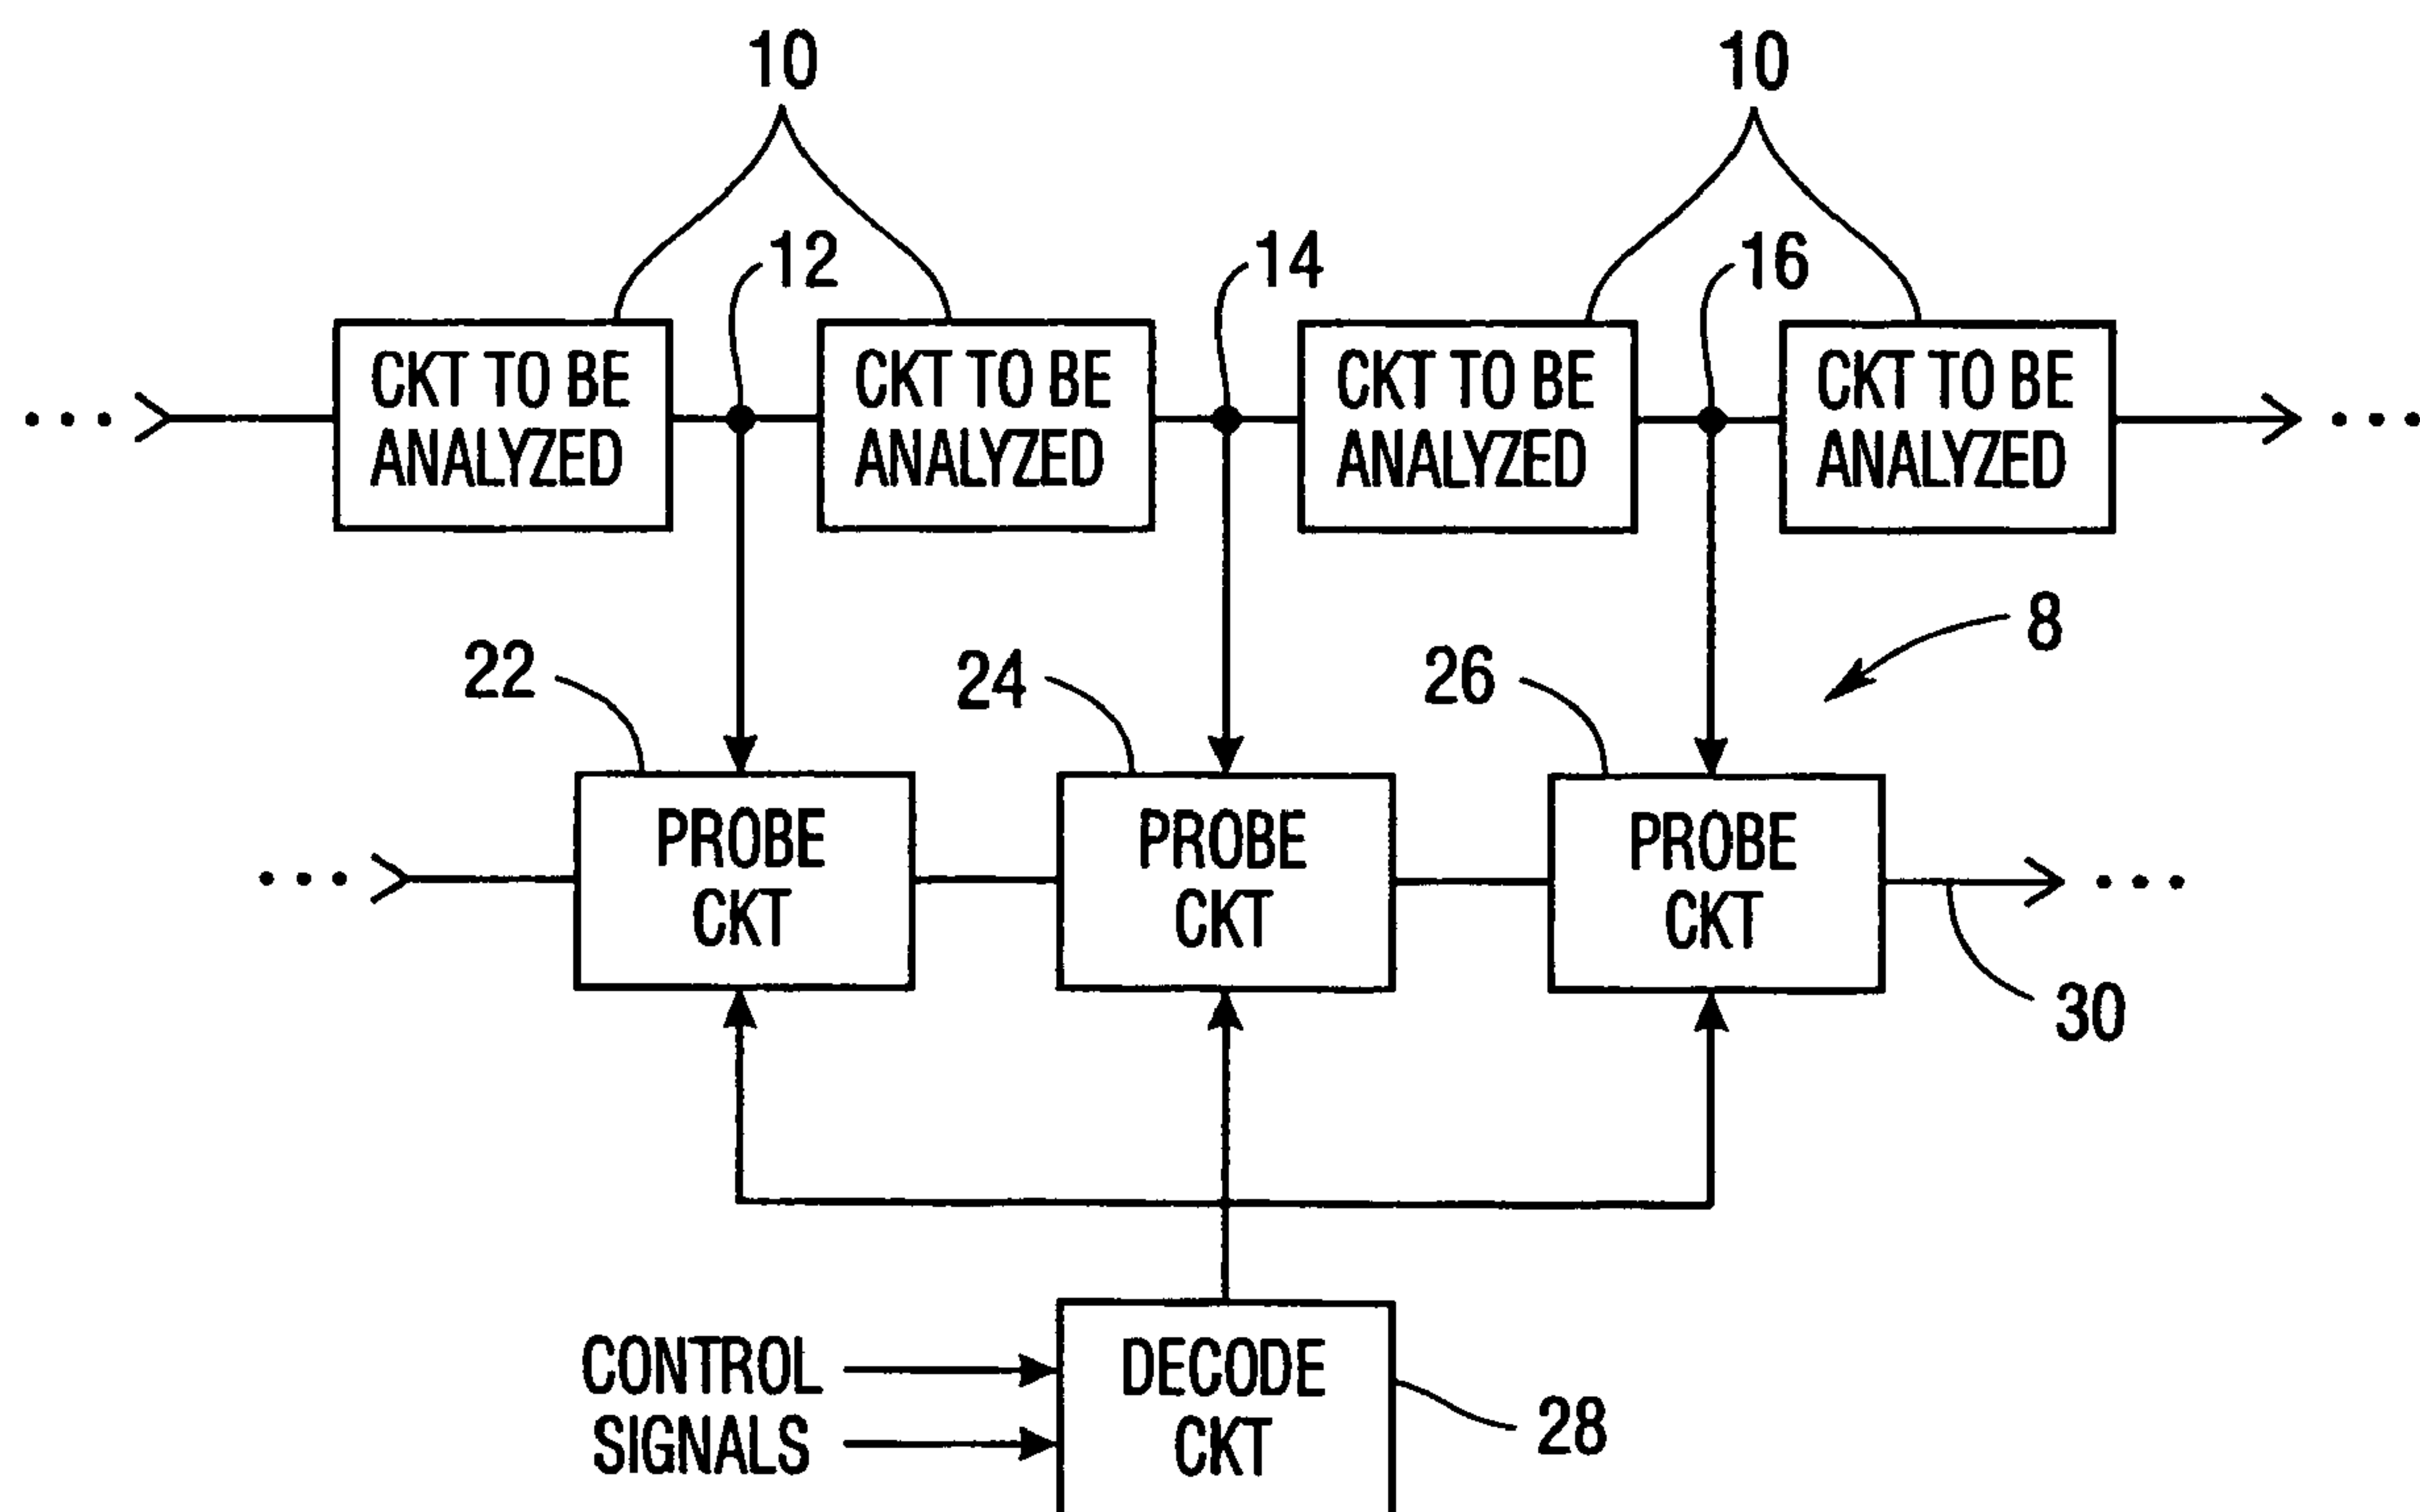 10 10
12 14 16
CKT TO BE ANALYZED
CKT TO BE ANALYZED
CKT TO BE ANALYZED
CKT TO BE ANALYZED
8
22 24 26
PROBE CKT
PROBE CKT
PROBE CKT
30
CONTROL SIGNALS
DECODE CKT
28